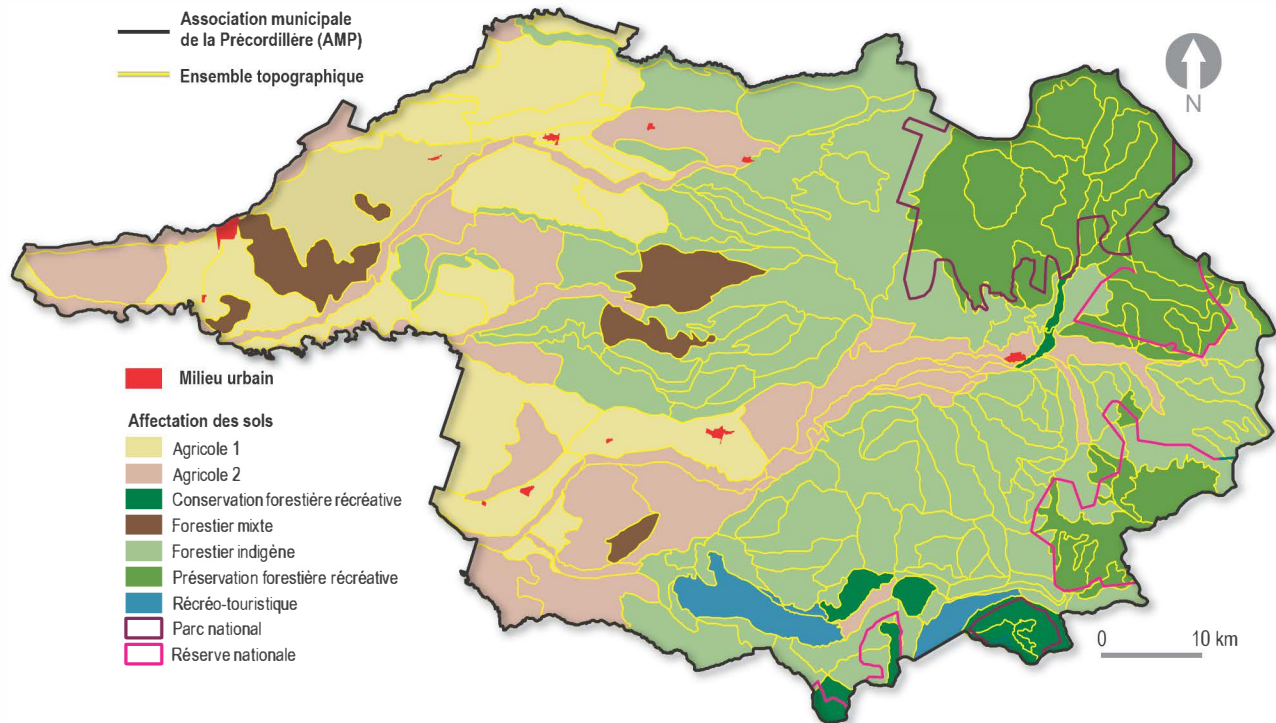 Association municipale
de la Précordillère (AMP)
Ensemble topographique
N
Milieu urbain
Affectation des sols
Agricole 1
Agricole 2
Conservation forestière récréative
Forestier mixte
Forestier indigène
Préservation forestière récréative
Récréo-touristique
Parc national
Réserve nationale
0 10 km